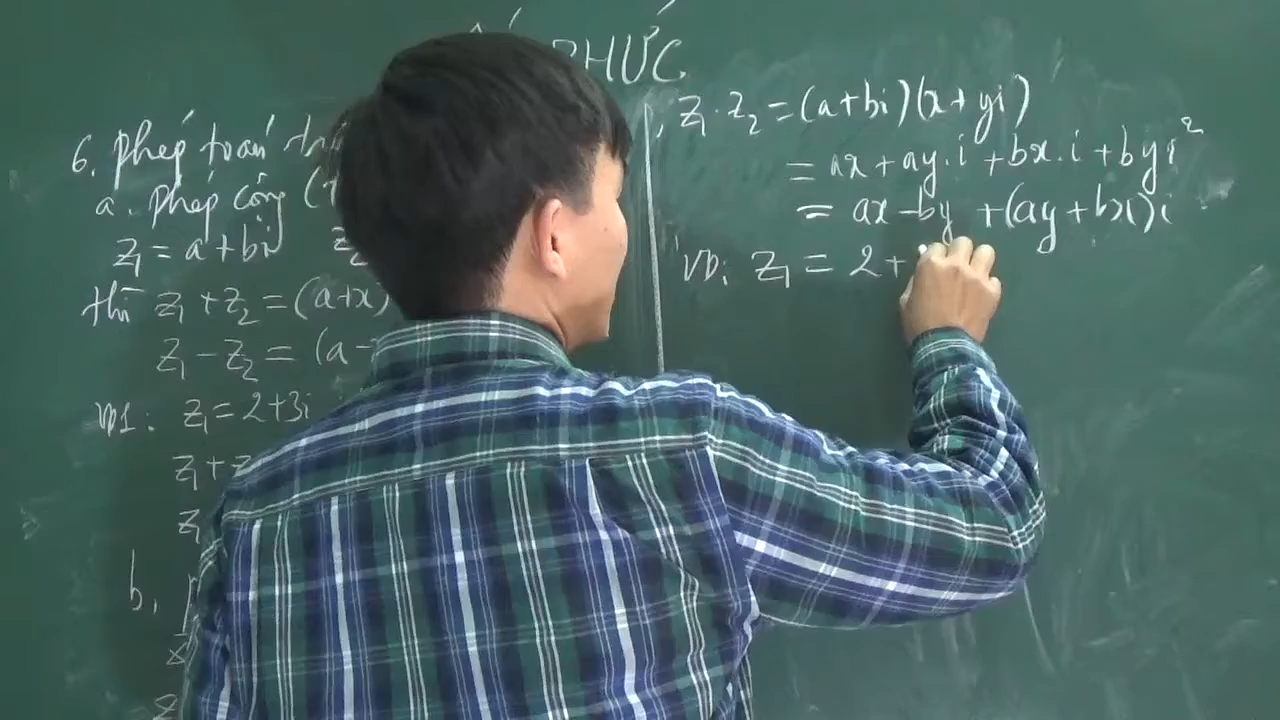 PHỨC
6. Phép toán
a. Phép cộng (
z₁ = a + bi
thì z₁ + z₂ = (a+x)
z₁ - z₂ = (a -
VD1: z₁ = 2+3i
z₁ +
z₁
b,
z₁ . z₂ = (a+bi)(x+yi)
= ax + ay.i + bx.i + byi²
= ax - by + (ay + bx)i
VD: z₁ = 2 +